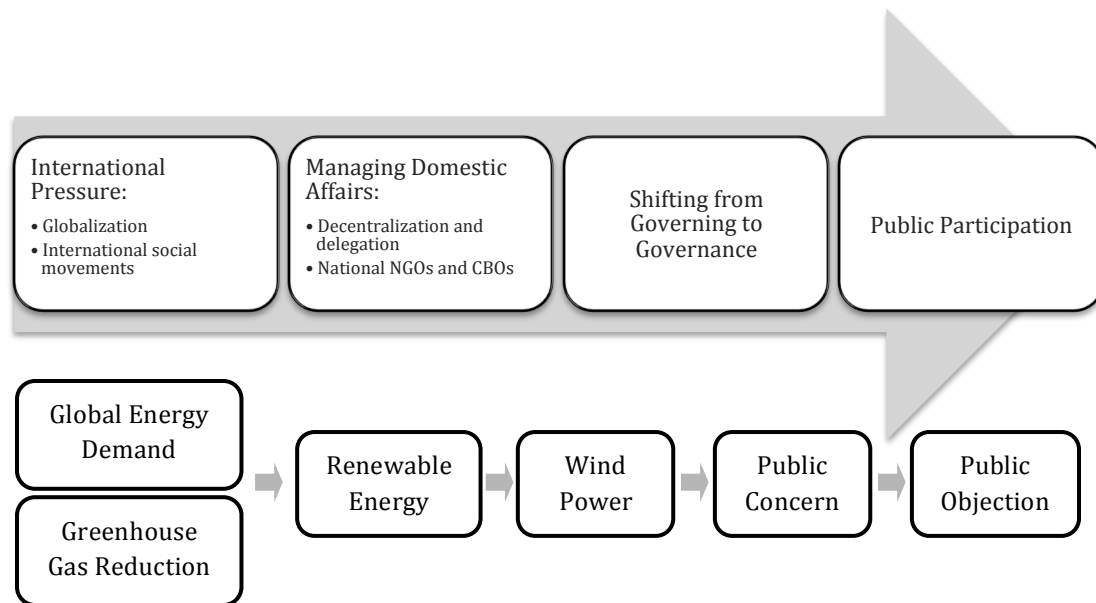 International
Pressure:
• Globalization
• International social
movements
Managing Domestic
Affairs:
• Decentralization and
delegation
• National NGOs and CBOs
Shifting from
Governing to
Governance
Public Participation
Global Energy
Demand
Greenhouse
Gas Reduction
Renewable
Energy
Wind
Power
Public
Concern
Public
Objection